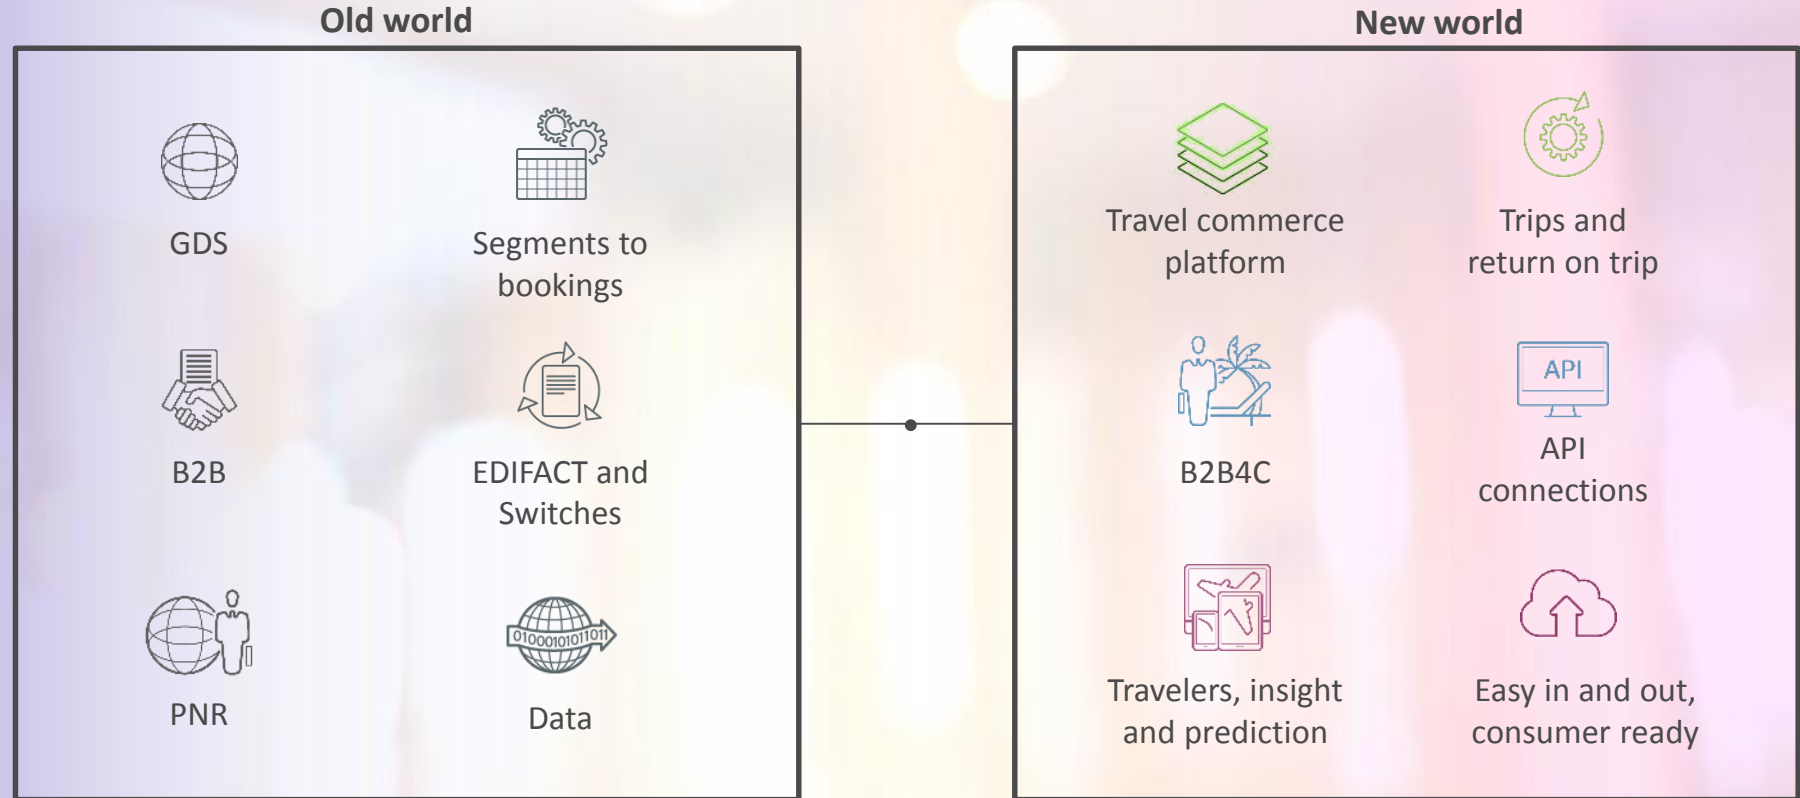 Old world
GDS
Segments to
bookings
B2B
EDIFACT and
Switches
PNR
01000101011011
Data
New world
Travel commerce
platform
Trips and
return on trip
B2B4C
API
API
connections
Travelers, insight
and prediction
Easy in and out,
consumer ready